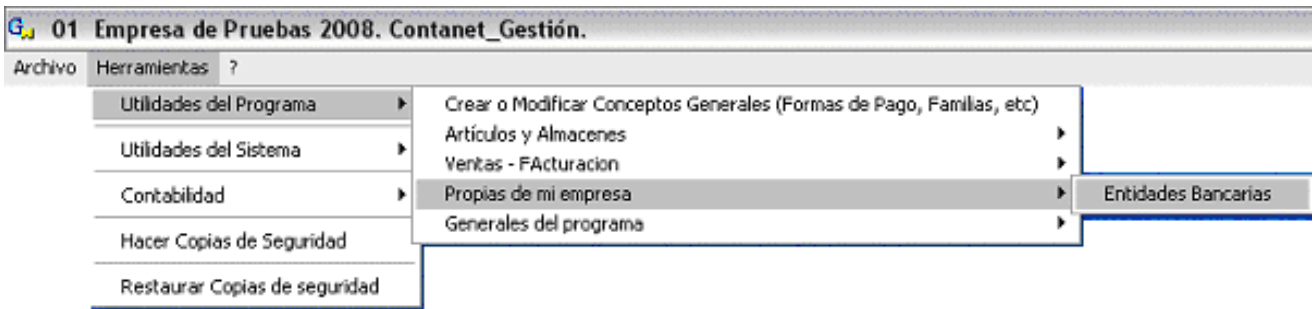 G 01 Empresa de Pruebas 2008. Contanet_Gestión.
Archivo Herramientas ?
Utilidades del Programa
Utilidades del Sistema
Contabilidad
Hacer Copias de Seguridad
Restaurar Copias de seguridad
Crear o Modificar Conceptos Generales (Formas de Pago, Familias, etc)
Artículos y Almacenes
Ventas - FActuracion
Propias de mi empresa
Generales del programa
Entidades Bancarias